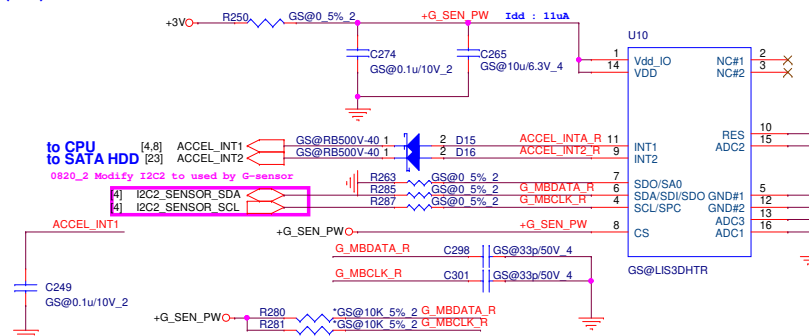 +3V R250 GS@0_5%_2 +G_SEN_PW Idd : 11uA
U10
C274 GS@0.1u/10V_2
C265 GS@10u/6.3V_4
1 Vdd_IO NC#1 2
14 VDD NC#2 3
RES 10
ADC2 15
to CPU [4,8] ACCEL_INT1 GS@RB500V-40 1 2 D15 ACCEL_INTA_R 11 INT1
to SATA HDD [23] ACCEL_INT2 GS@RB500V-40 1 2 D16 ACCEL_INT2_R 9 INT2
0820_2 Modify I2C2 to used by G-sensor
R263 GS@0_5%_2 7 SDO/SA0
[4] I2C2_SENSOR_SDA R285 GS@0_5%_2 G_MBDATA_R 6 SDA/SDI/SDO GND#1 5
[4] I2C2_SENSOR_SCL R287 GS@0_5%_2 G_MBCLK_R 4 SCL/SPC GND#2 12
ADC3 13
ACCEL_INT1 +G_SEN_PW +G_SEN_PW 8 CS ADC1 16
G_MBDATA_R C298 GS@33p/50V_4
GS@LIS3DHTR
G_MBCLK_R C301 GS@33p/50V_4
C249
GS@0.1u/10V_2
+G_SEN_PW R280 *GS@10K_5%_2 G_MBDATA_R
R281 *GS@10K_5%_2 G_MBCLK_R